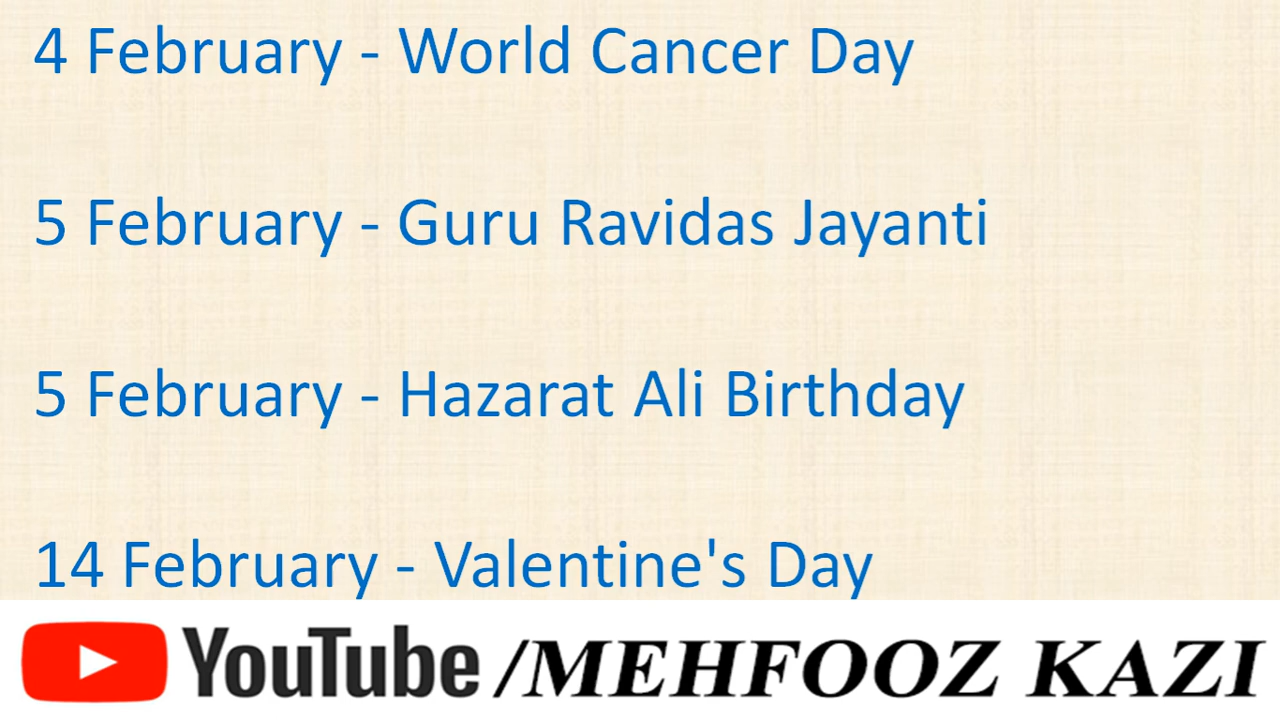 4 February - World Cancer Day
5 February - Guru Ravidas Jayanti
5 February - Hazarat Ali Birthday
14 February - Valentine's Day
YouTube /MEHFOOZ KAZI